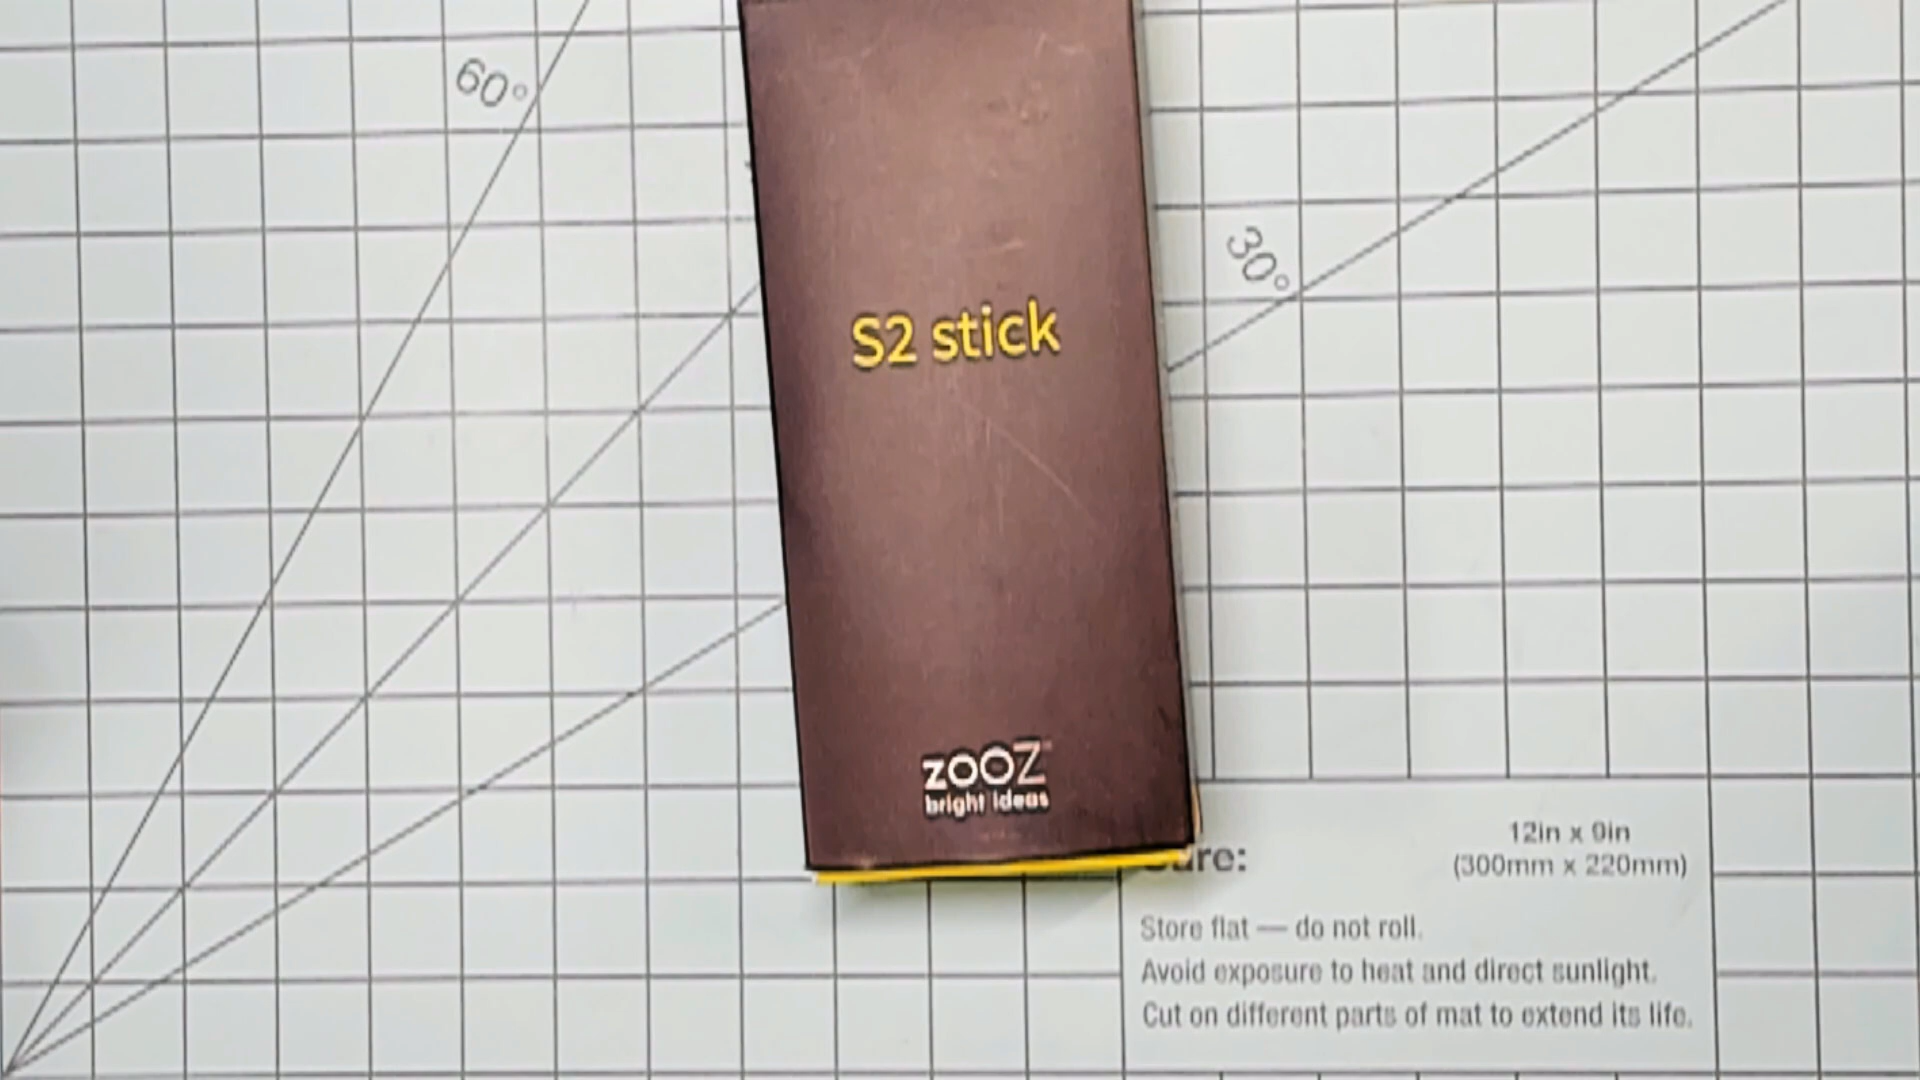 60°
30°
S2 stick
ZOOZ
bright ideas
12in x 9in
(300mm x 220mm)
Store flat — do not roll.
Avoid exposure to heat and direct sunlight.
Cut on different parts of mat to extend its life.